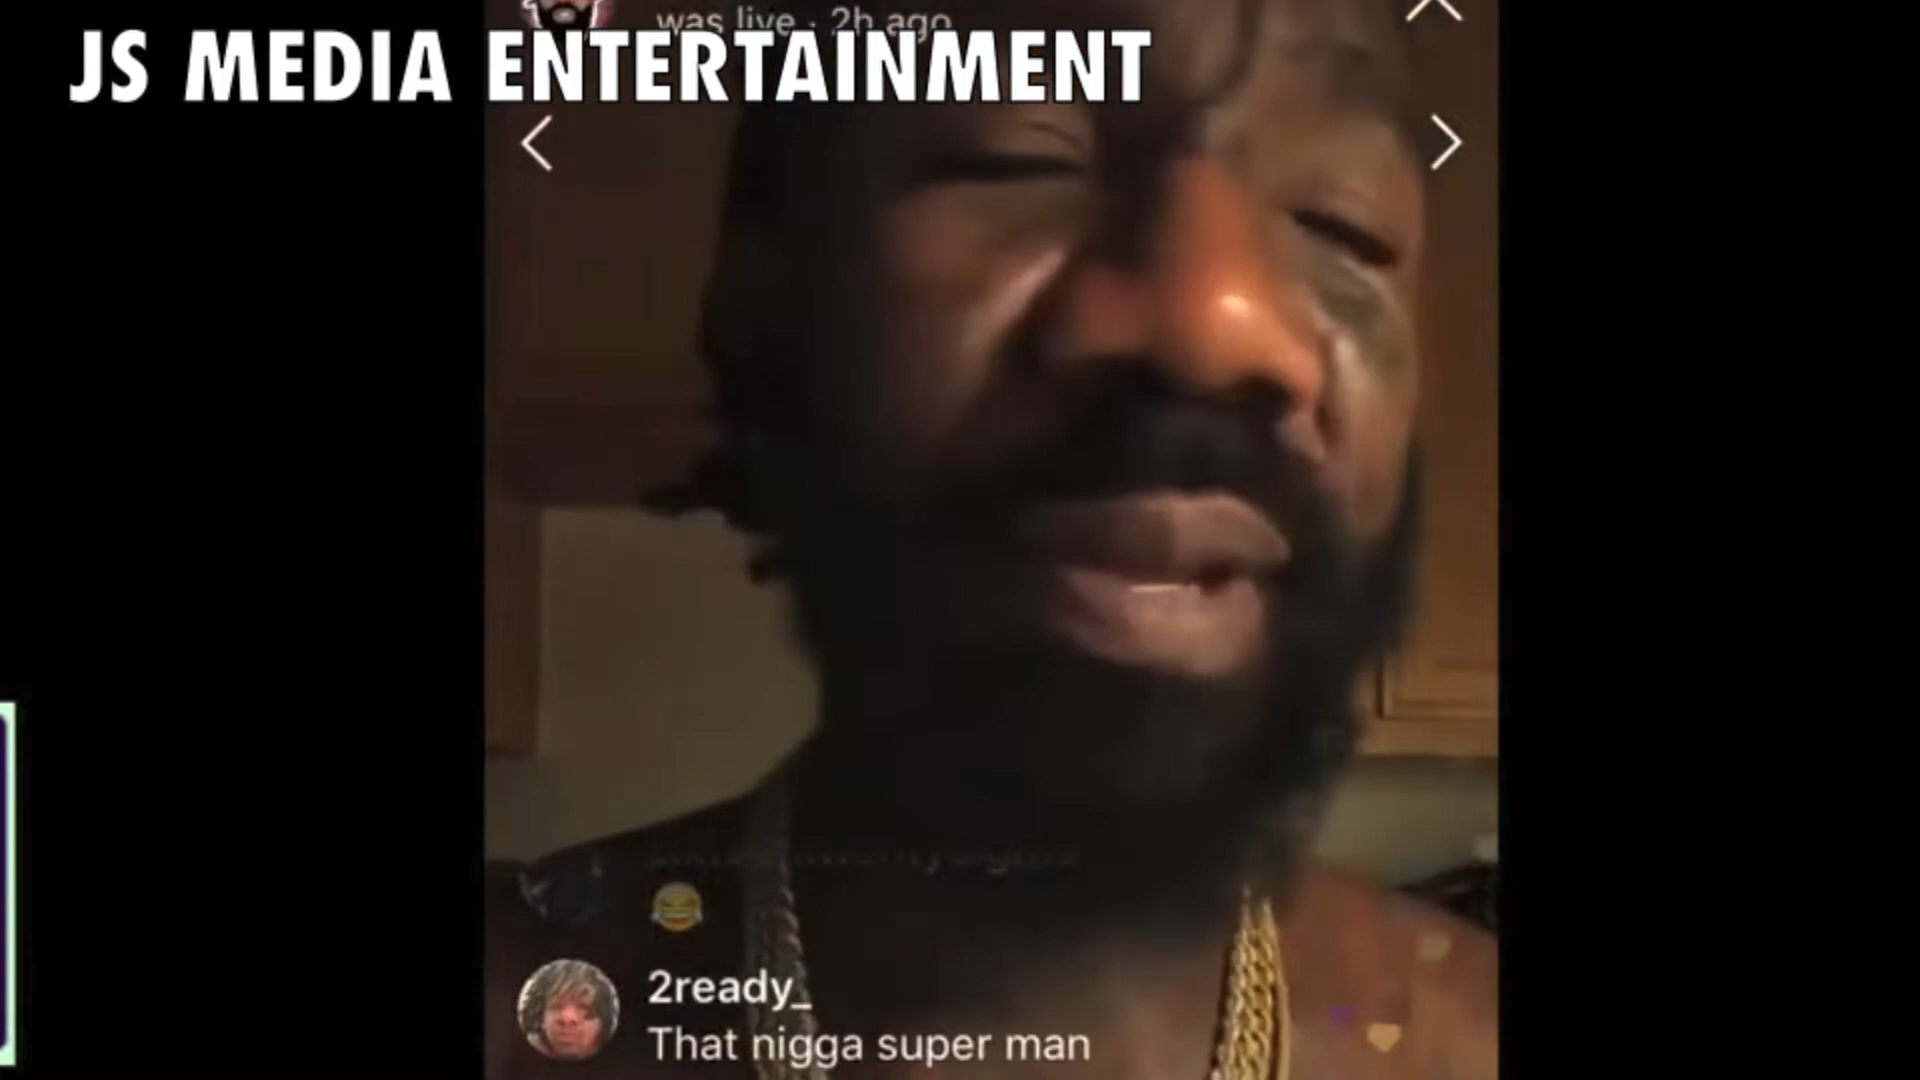 was live · 2h ago
JS MEDIA ENTERTAINMENT
😂
2ready_
That nigga super man